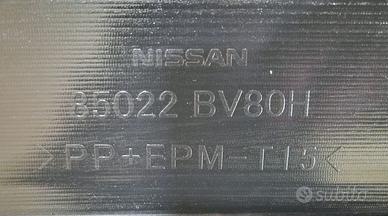 NISSAN
85022 BV80H
>PP+EPM-T15<
subito